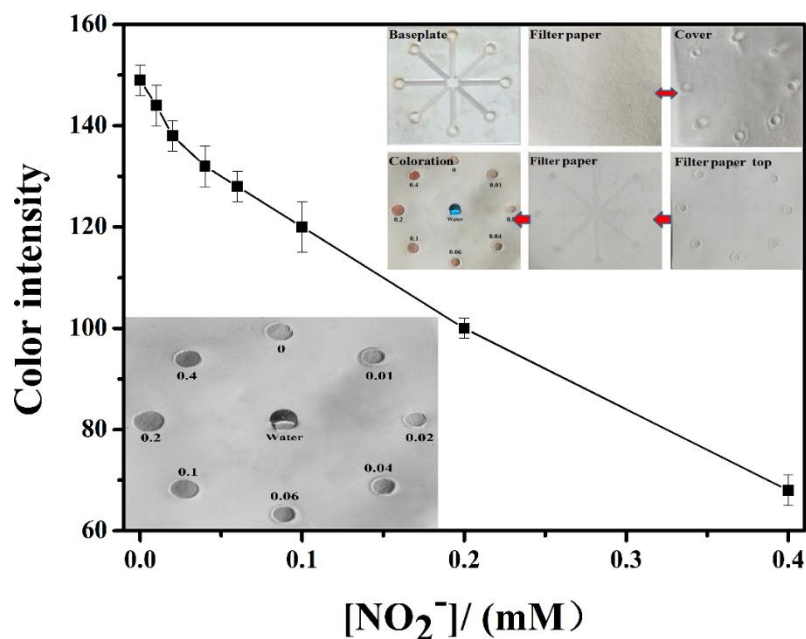 Color intensity
160
140
120
100
80
60
0.0
0.1
0.2
0.3
0.4
[NO₂⁻]/ (mM）
Baseplate
Filter paper
Cover
Coloration
0
0.4
0.01
0.2
Water
0.1
0.04
0.06
Filter paper
Filter paper top
0
0.4
0.01
0.2
Water
0.02
0.1
0.04
0.06